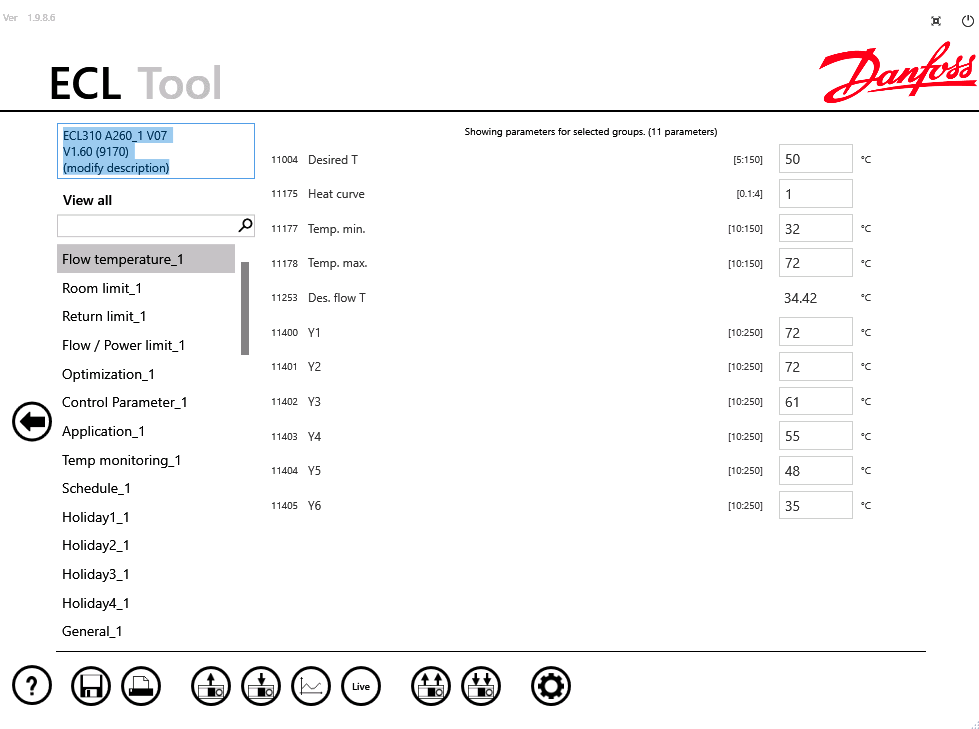 Ver 1.9.8.6
ECL Tool
Danfoss
ECL310 A260_1 V07
V1.60 (9170)
(modify description)
View all
Flow temperature_1
Room limit_1
Return limit_1
Flow / Power limit_1
Optimization_1
Control Parameter_1
Application_1
Temp monitoring_1
Schedule_1
Holiday1_1
Holiday2_1
Holiday3_1
Holiday4_1
General_1
Showing parameters for selected groups. (11 parameters)
11004 Desired T [5:150] 50 °C
11175 Heat curve [0.1:4] 1
11177 Temp. min. [10:150] 32 °C
11178 Temp. max. [10:150] 72 °C
11253 Des. flow T 34.42 °C
11400 Y1 [10:250] 72 °C
11401 Y2 [10:250] 72 °C
11402 Y3 [10:250] 61 °C
11403 Y4 [10:250] 55 °C
11404 Y5 [10:250] 48 °C
11405 Y6 [10:250] 35 °C
?
Live